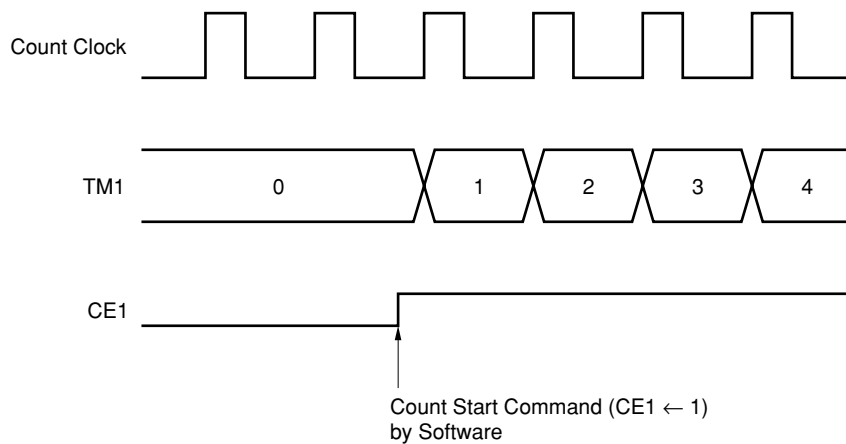 Count Clock
TM1
0
1
2
3
4
CE1
Count Start Command (CE1 ← 1)
by Software